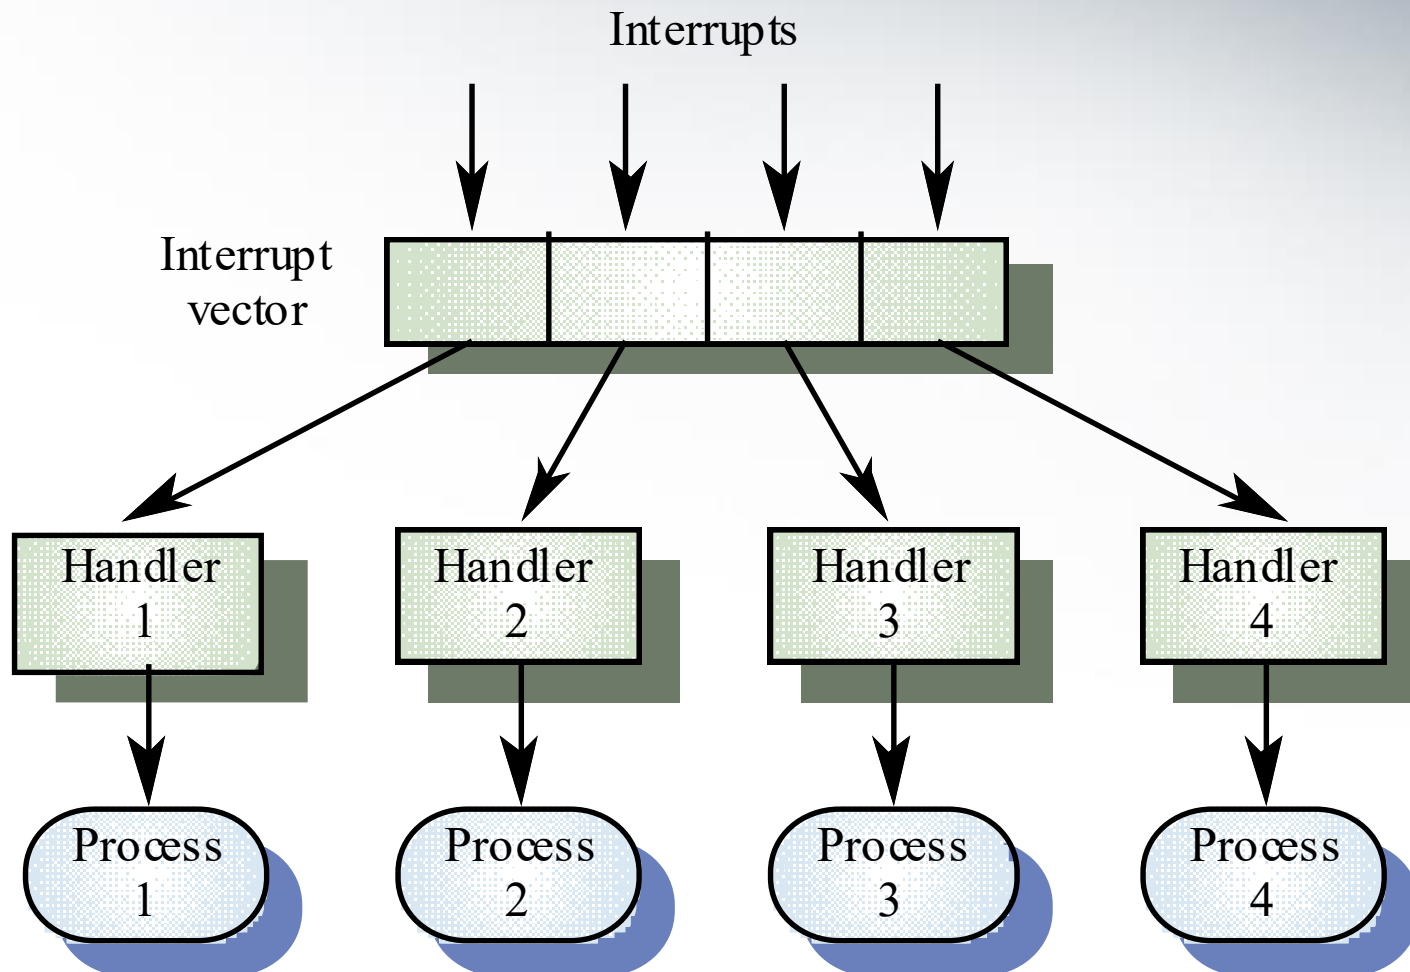 Interrupts
Interrupt
vector
Handler
1
Handler
2
Handler
3
Handler
4
Process
1
Process
2
Process
3
Process
4